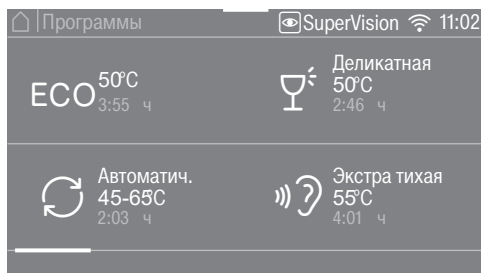 Программы SuperVision 11:02
ECO 50°C
3:55 ч
Деликатная
50°C
2:46 ч
Автоматич.
45-65°C
2:03 ч
Экстра тихая
55°C
4:01 ч